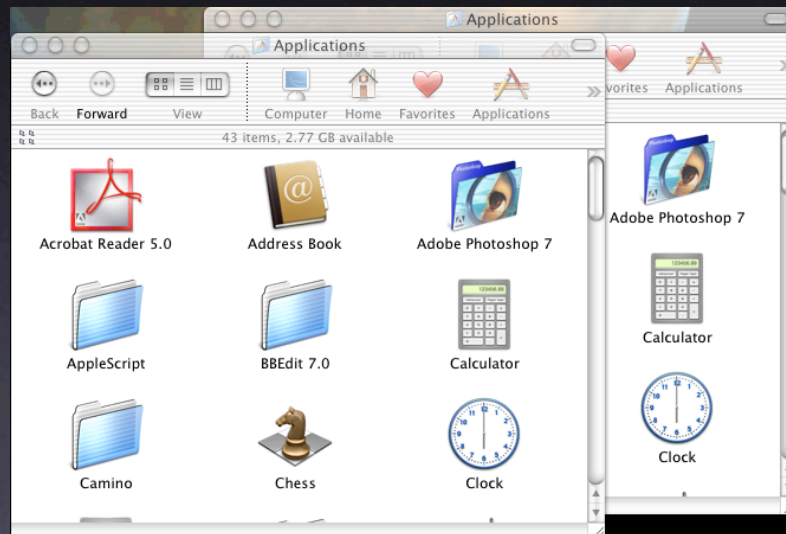 Applications
Applications
Back Forward View Computer Home Favorites Applications
vorites Applications
43 items, 2.77 GB available
Acrobat Reader 5.0 Address Book Adobe Photoshop 7
Adobe Photoshop 7
AppleScript BBEdit 7.0 Calculator
Calculator
Camino Chess Clock
Clock